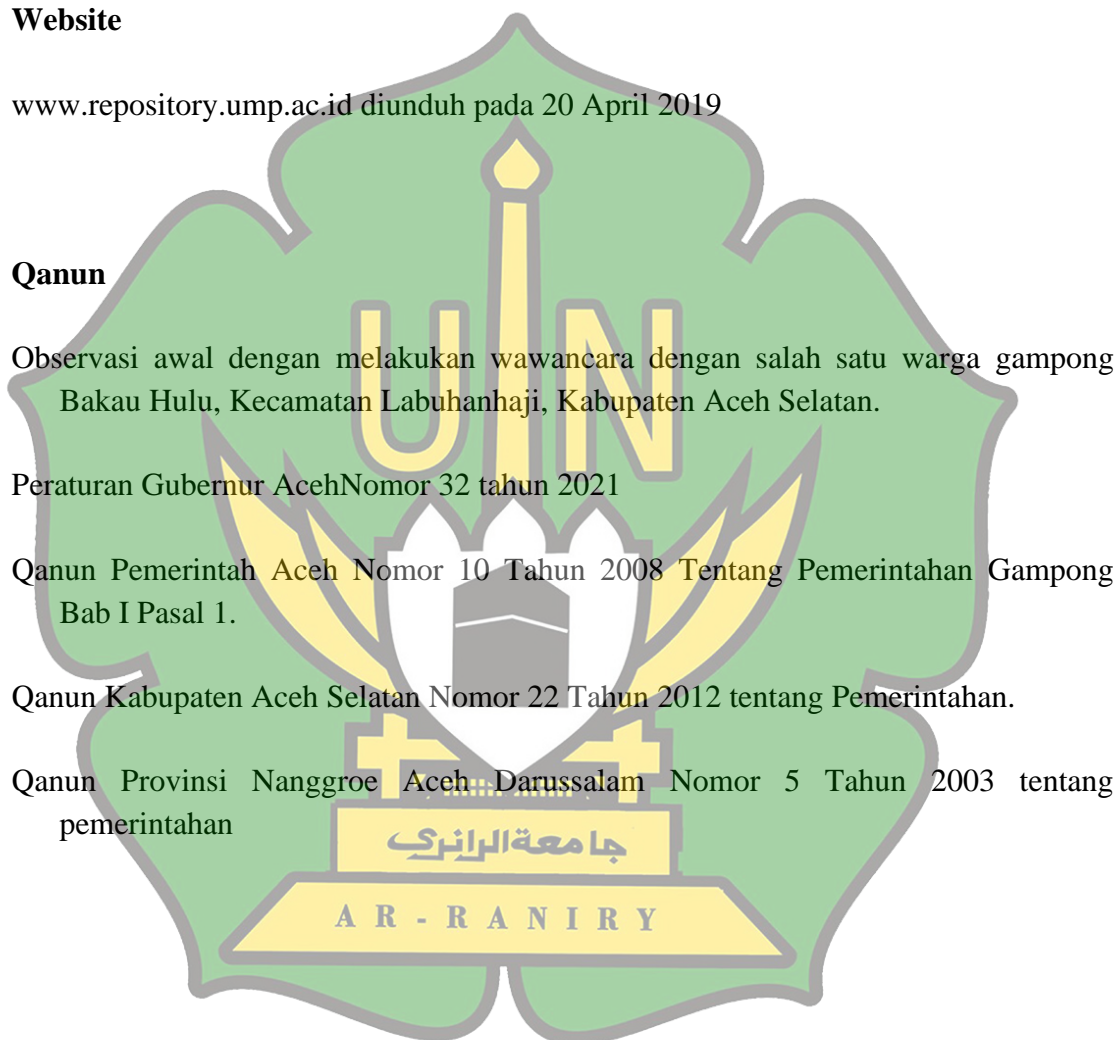 Website
www.repository.ump.ac.id diunduh pada 20 April 2019
Qanun
Observasi awal dengan melakukan wawancara dengan salah satu warga gampong
Bakau Hulu, Kecamatan Labuhanhaji, Kabupaten Aceh Selatan.
Peraturan Gubernur AcehNomor 32 tahun 2021
Qanun Pemerintah Aceh Nomor 10 Tahun 2008 Tentang Pemerintahan Gampong
Bab I Pasal 1.
Qanun Kabupaten Aceh Selatan Nomor 22 Tahun 2012 tentang Pemerintahan.
Qanun Provinsi Nanggroe Aceh Darussalam Nomor 5 Tahun 2003 tentang
pemerintahan
UIN
جامعةالرانرك
AR-RANIRY